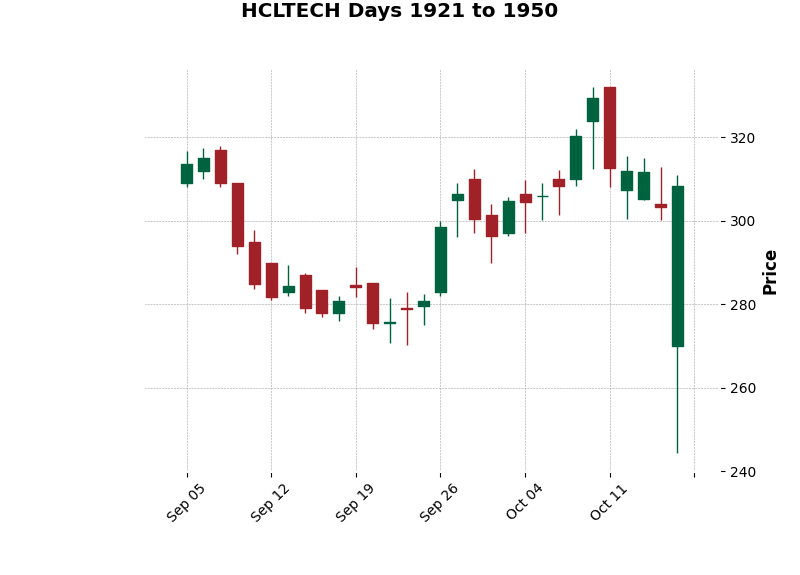 HCLTECH Days 1921 to 1950
320
300
280
260
240
Price
Sep 05
Sep 12
Sep 19
Sep 26
Oct 04
Oct 11